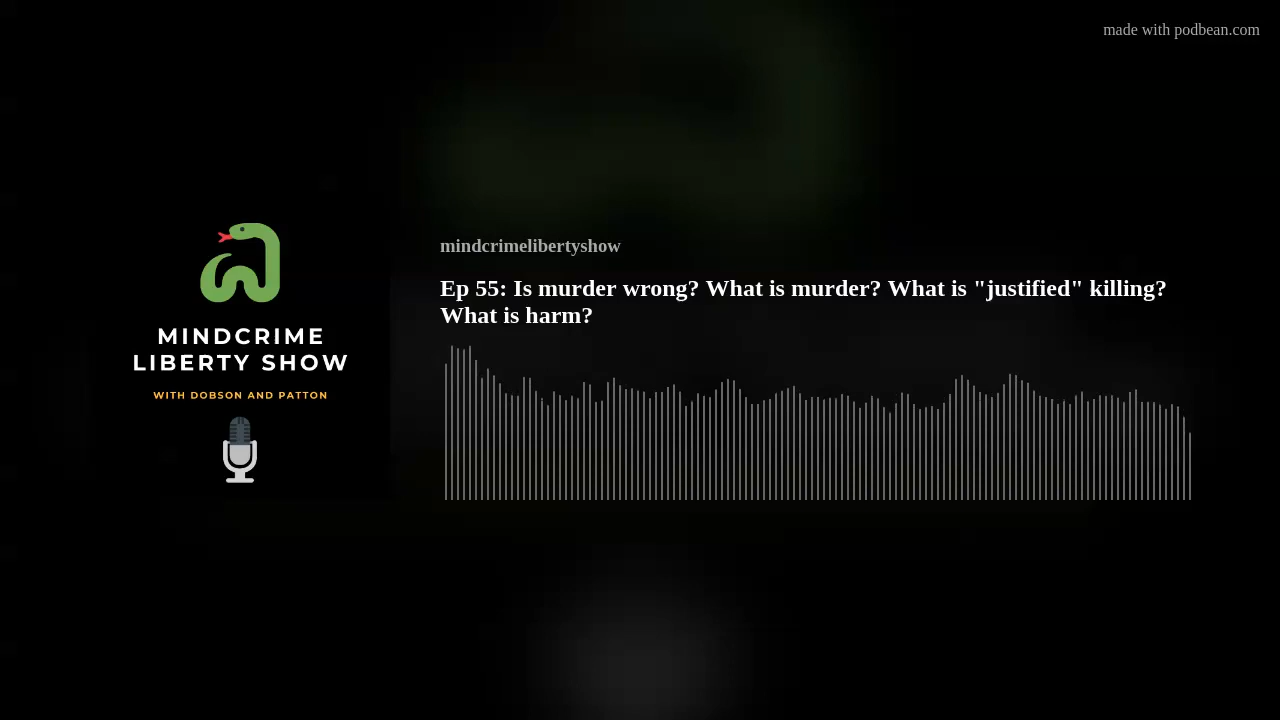 made with podbean.com
mindcrimelibertyshow
Ep 55: Is murder wrong? What is murder? What is "justified" killing?
What is harm?
MINDCRIME
LIBERTY SHOW
WITH DOBSON AND PATTON